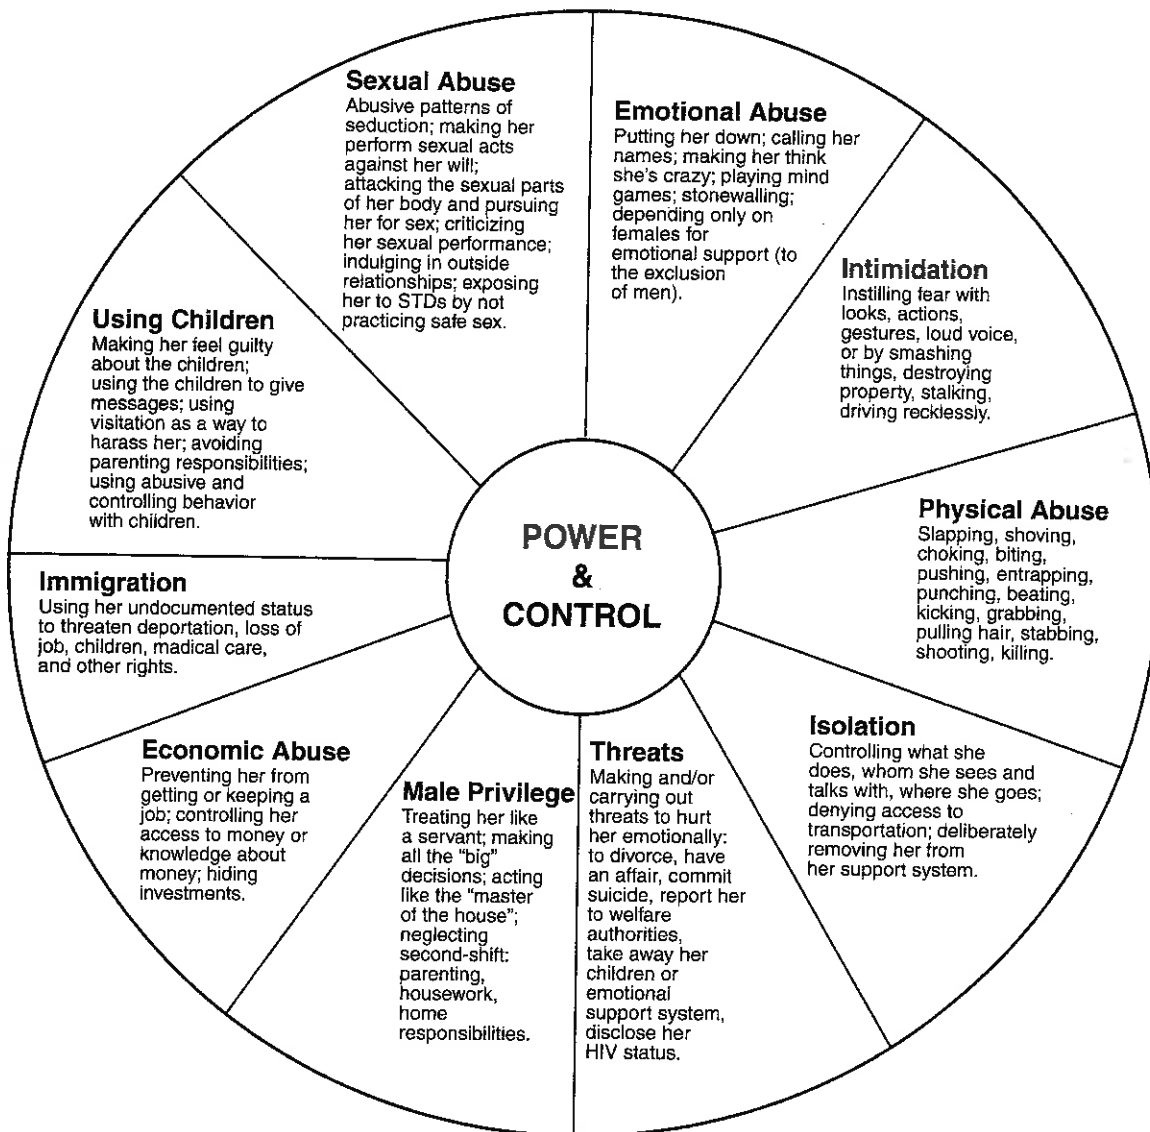 Sexual Abuse
Abusive patterns of
seduction; making her
perform sexual acts
against her will;
attacking the sexual parts
of her body and pursuing
her for sex; criticizing
her sexual performance;
indulging in outside
relationships; exposing
her to STDs by not
practicing safe sex.
Emotional Abuse
Putting her down; calling her
names; making her think
she's crazy; playing mind
games; stonewalling;
depending only on
females for
emotional support (to
the exclusion
of men).
Intimidation
Instilling fear with
looks, actions,
gestures, loud voice,
or by smashing
things, destroying
property, stalking,
driving recklessly.
Physical Abuse
Slapping, shoving,
choking, biting,
pushing, entrapping,
punching, beating,
kicking, grabbing,
pulling hair, stabbing,
shooting, killing.
Isolation
Controlling what she
does, whom she sees and
talks with, where she goes;
denying access to
transportation; deliberately
removing her from
her support system.
Threats
Making and/or
carrying out
threats to hurt
her emotionally:
to divorce, have
an affair, commit
suicide, report her
to welfare
authorities,
take away her
children or
emotional
support system,
disclose her
HIV status.
Male Privilege
Treating her like
a servant; making
all the "big"
decisions; acting
like the "master
of the house";
neglecting
second-shift:
parenting,
housework,
home
responsibilities.
Economic Abuse
Preventing her from
getting or keeping a
job; controlling her
access to money or
knowledge about
money; hiding
investments.
Immigration
Using her undocumented status
to threaten deportation, loss of
job, children, madical care,
and other rights.
Using Children
Making her feel guilty
about the children;
using the children to give
messages; using
visitation as a way to
harass her; avoiding
parenting responsibilities;
using abusive and
controlling behavior
with children.
POWER
&
CONTROL